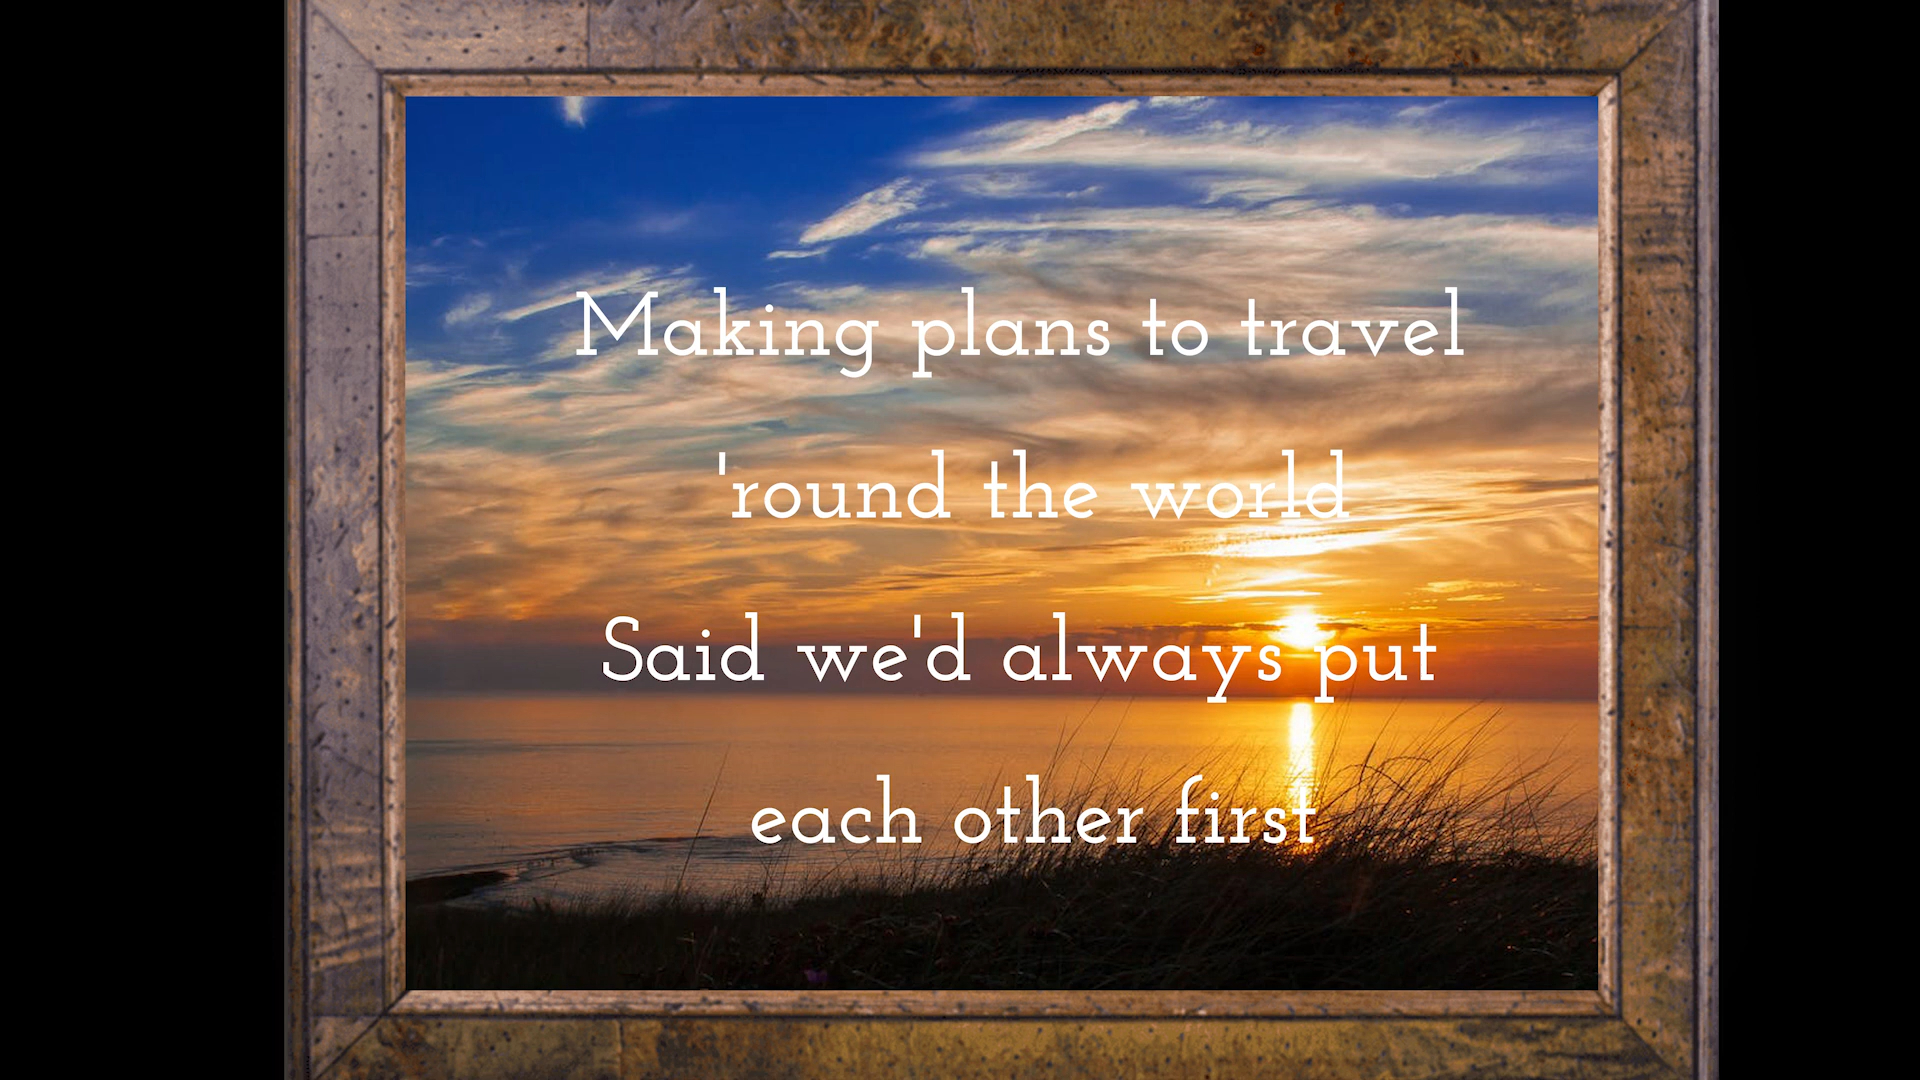 Making plans to travel
'round the world
Said we'd always put
each other first